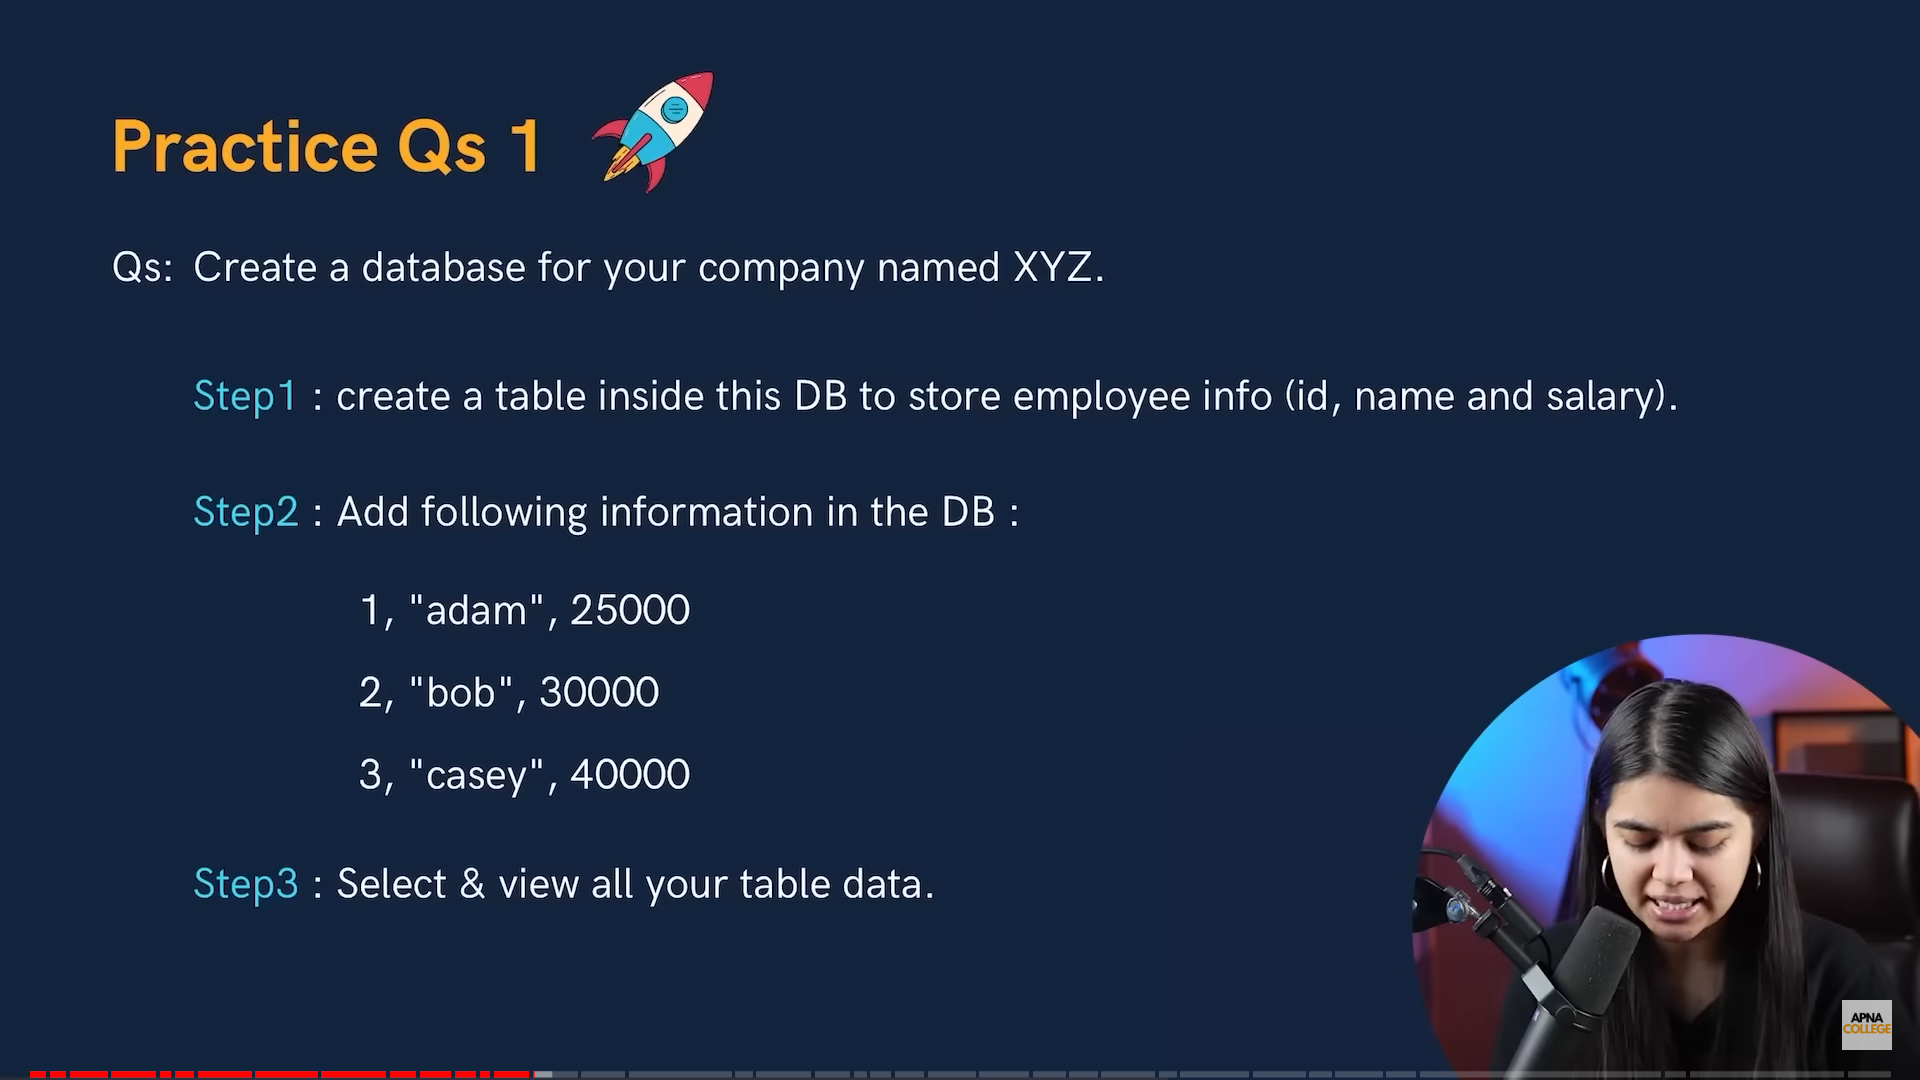 Practice Qs 1
Qs: Create a database for your company named XYZ.
Step1 : create a table inside this DB to store employee info (id, name and salary).
Step2 : Add following information in the DB :
1, "adam", 25000
2, "bob", 30000
3, "casey", 40000
Step3 : Select & view all your table data.
APNA
COLLEGE